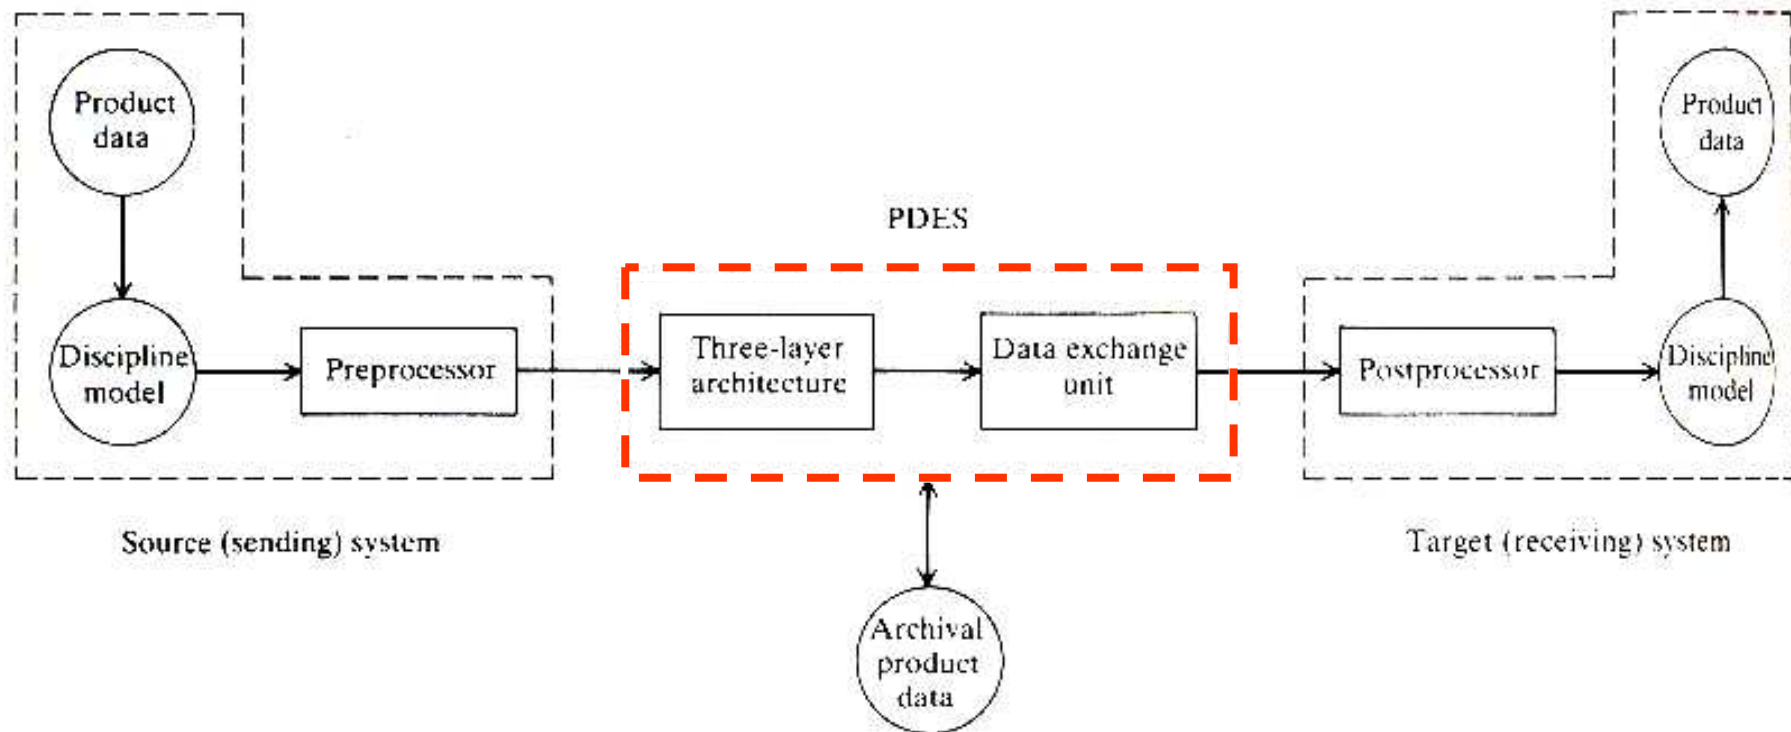 Product
data
Discipline
model
Preprocessor
Source (sending) system
PDES
Three-layer
architecture
Data exchange
unit
Archival
product
data
Postprocessor
Discipline
model
Product
data
Target (receiving) system